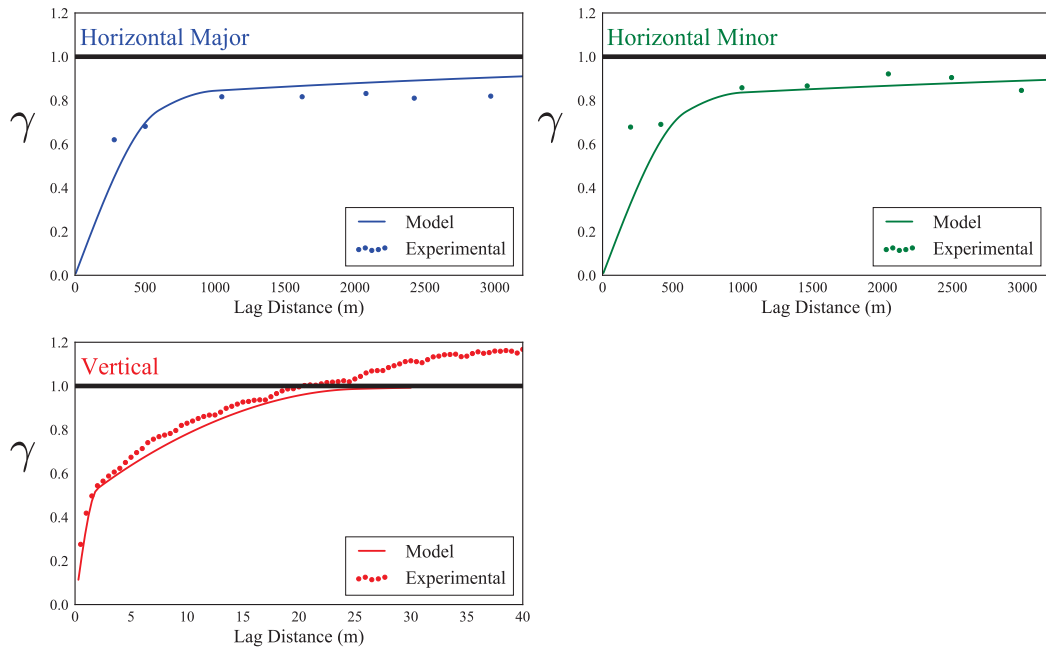 Horizontal Major
γ
1.2
1.0
0.8
0.6
0.4
0.2
0.0
0 500 1000 1500 2000 2500 3000
Lag Distance (m)
Model
Experimental
Horizontal Minor
γ
1.2
1.0
0.8
0.6
0.4
0.2
0.0
0 500 1000 1500 2000 2500 3000
Lag Distance (m)
Model
Experimental
Vertical
γ
1.2
1.0
0.8
0.6
0.4
0.2
0.0
0 5 10 15 20 25 30 35 40
Lag Distance (m)
Model
Experimental